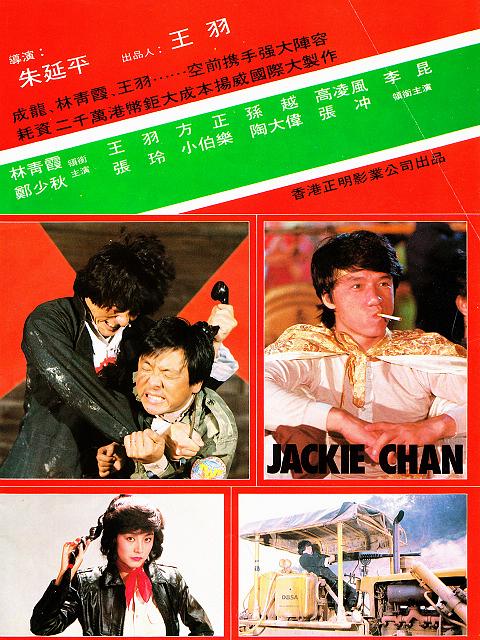 導演：
朱延平
出品人：王羽
成龍、林青霞、王羽……空前携手强大陣容
耗資二千萬港幣鉅大成本揚威國際大製作
林青霞 鄭少秋 領銜主演
王羽 方正 孫越 高凌風 李昆
張玲 小伯樂 陶大偉 張冲 領銜主演
香港正明影業公司出品
JACKIE CHAN